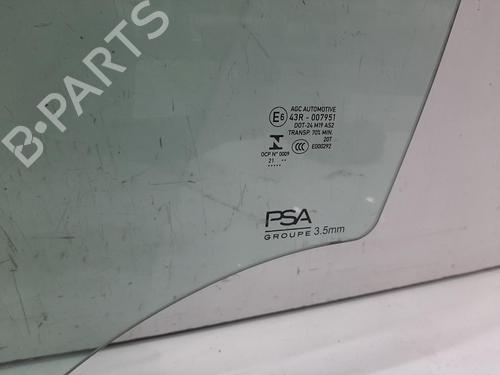 B-PARTS
AGC AUTOMOTIVE
E6 43R - 007951
DOT-24 M19 AS2
TRANSP. 70% MIN.
20T
CCC E000292
OCP N° 0009
21
PSA
GROUPE 3.5mm